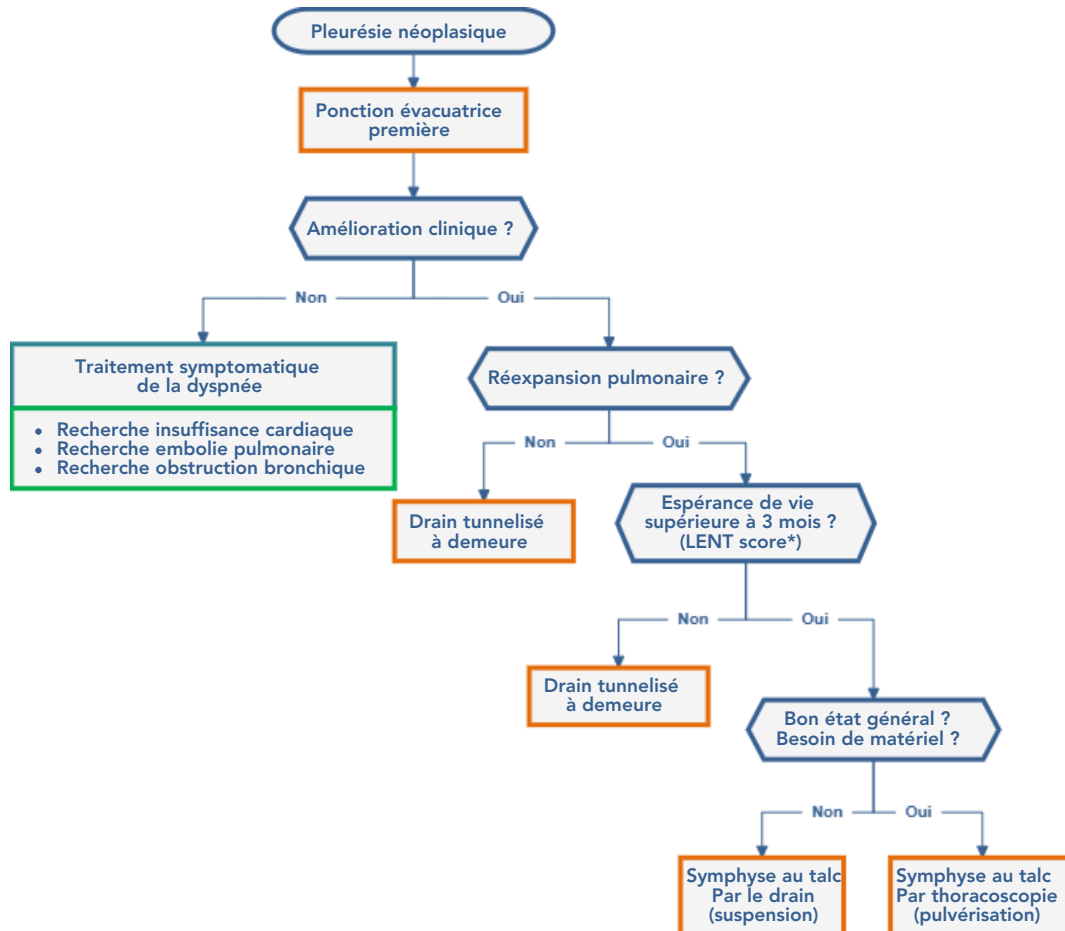 Pleurésie néoplasique
Ponction évacuatrice
première
Amélioration clinique ?
Non
Oui
Traitement symptomatique
de la dyspnée
• Recherche insuffisance cardiaque
• Recherche embolie pulmonaire
• Recherche obstruction bronchique
Réexpansion pulmonaire ?
Non
Oui
Drain tunnelisé
à demeure
Espérance de vie
supérieure à 3 mois ?
(LENT score*)
Non
Oui
Drain tunnelisé
à demeure
Bon état général ?
Besoin de matériel ?
Non
Oui
Symphyse au talc
Par le drain
(suspension)
Symphyse au talc
Par thoracoscopie
(pulvérisation)